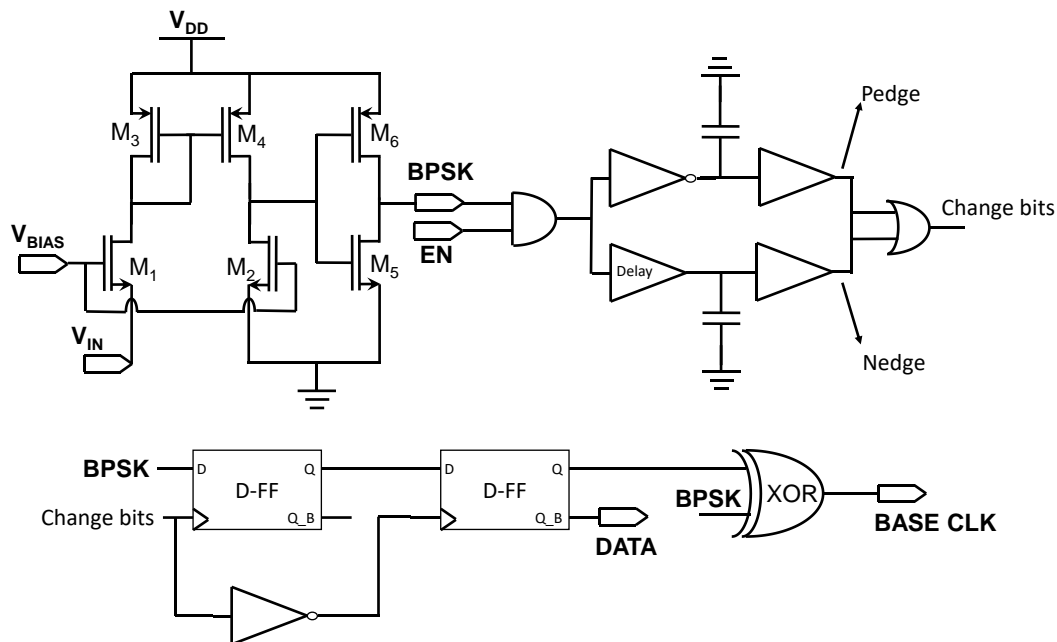 VDD
M3
M4
M6
VBIAS
M1
M2
M5
VIN
BPSK
EN
Delay
Pedge
Nedge
Change bits
BPSK
D
Q
D-FF
Q_B
Change bits
D
Q
D-FF
Q_B
DATA
BPSK
XOR
BASE CLK